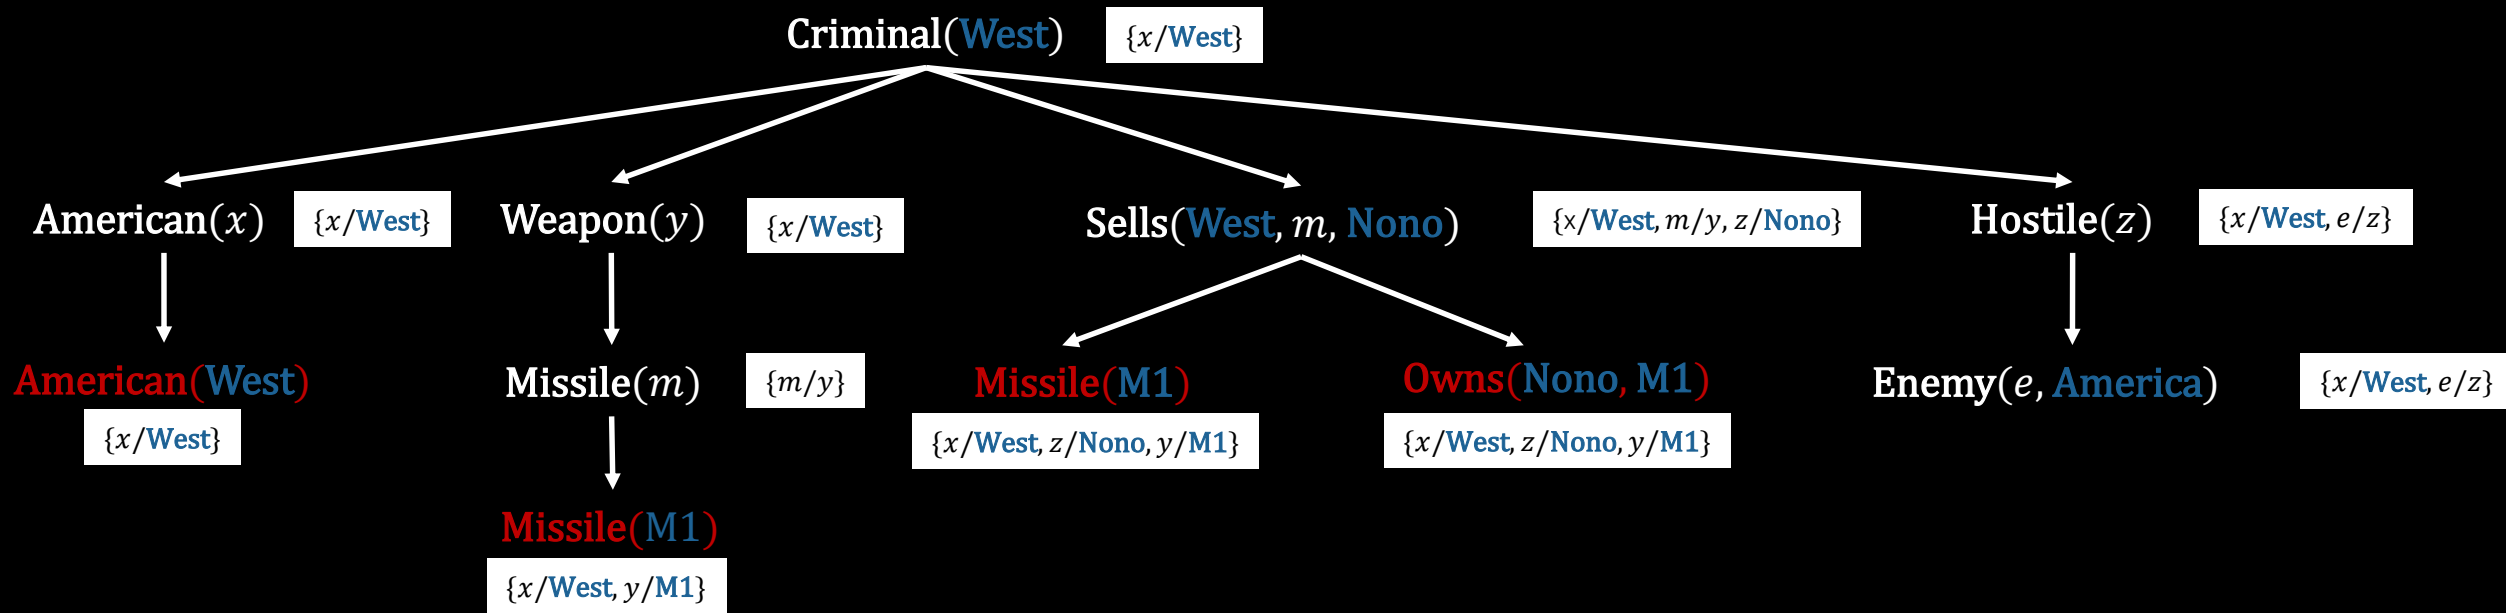 Criminal(West) {x/West}
American(x) {x/West} Weapon(y) {x/West} Sells(West, m, Nono) {x/West, m/y, z/Nono} Hostile(z) {x/West, e/z}
American(West) Missile(m) {m/y} Missile(M1) Owns(Nono, M1) Enemy(e, America) {x/West, e/z}
{x/West} {x/West, z/Nono, y/M1} {x/West, z/Nono, y/M1}
Missile(M1)
{x/West, y/M1}